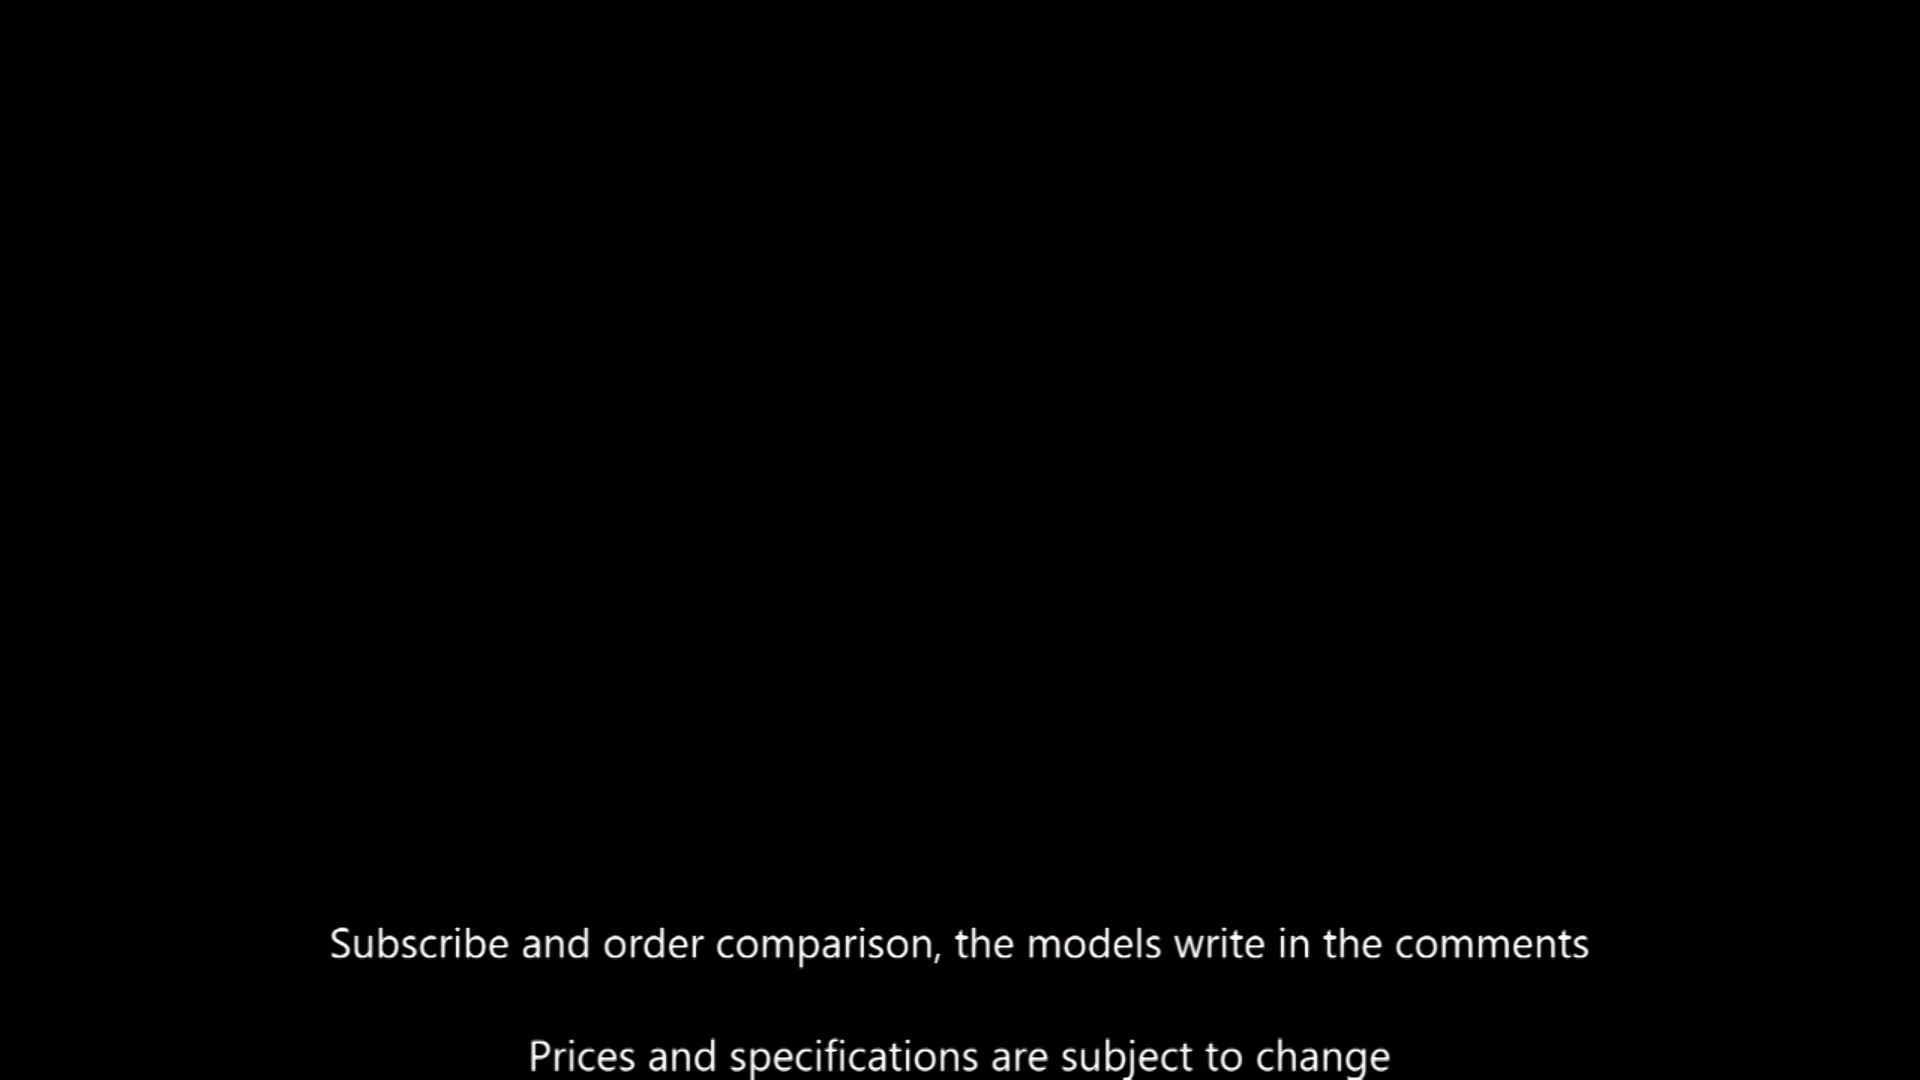 Subscribe and order comparison, the models write in the comments
Prices and specifications are subject to change